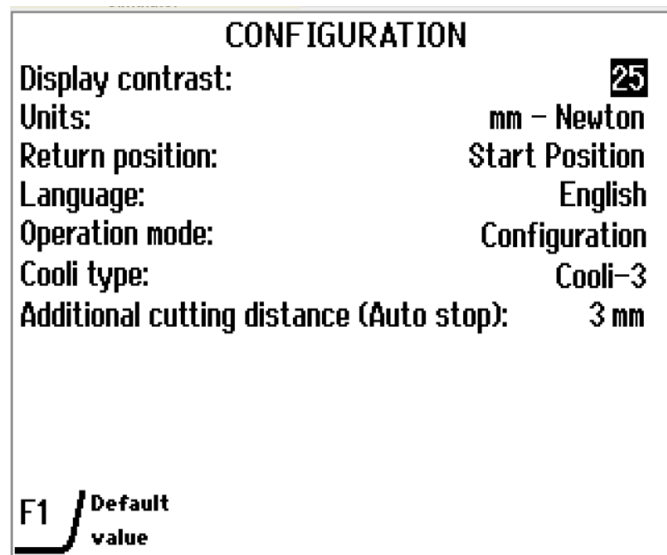 CONFIGURATION
Display contrast: 25
Units: mm – Newton
Return position: Start Position
Language: English
Operation mode: Configuration
Cooli type: Cooli-3
Additional cutting distance (Auto stop): 3 mm
F1 Default
value